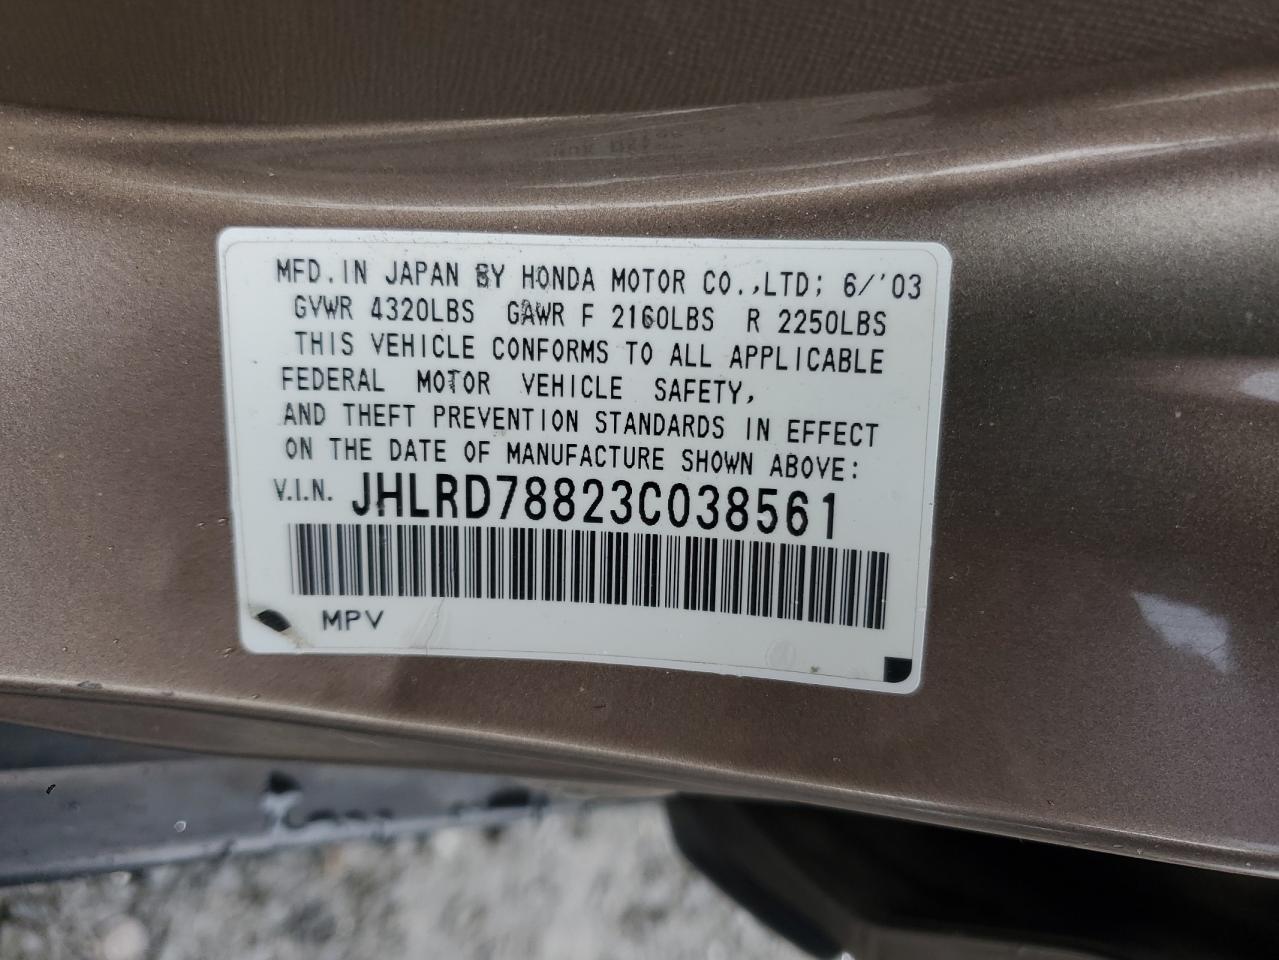 MFD.IN JAPAN BY HONDA MOTOR CO.,LTD; 6/'03
GVWR 4320LBS GAWR F 2160LBS R 2250LBS
THIS VEHICLE CONFORMS TO ALL APPLICABLE
FEDERAL MOTOR VEHICLE SAFETY,
AND THEFT PREVENTION STANDARDS IN EFFECT
ON THE DATE OF MANUFACTURE SHOWN ABOVE:
V.I.N. JHLRD78823C038561
MPV